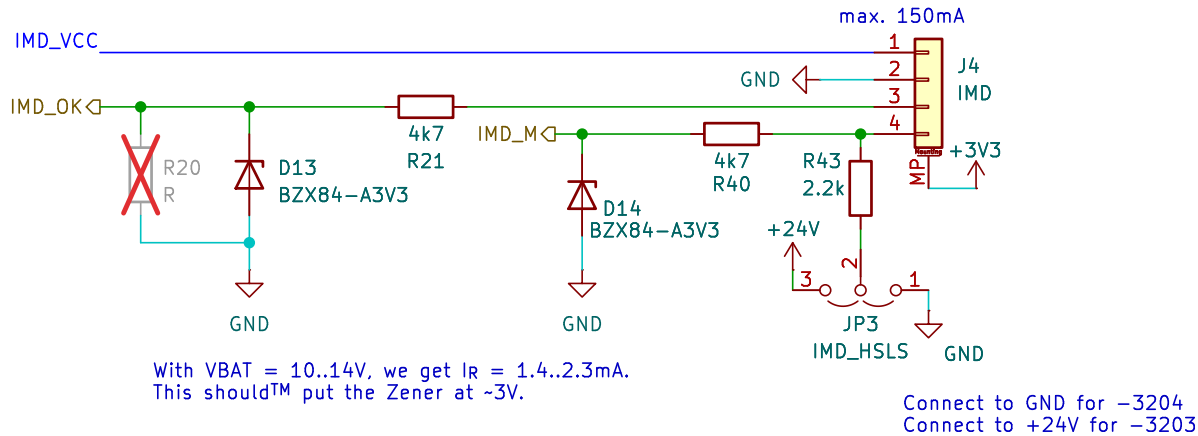 max. 150mA
IMD_VCC
1
GND
2
J4
IMD
IMD_OK
3
4k7
R21
IMD_M
4
4k7
R40
Mounting
MP
+3V3
R20
R
D13
BZX84-A3V3
R43
2.2k
D14
BZX84-A3V3
+24V
2
3
1
GND
GND
JP3
IMD_HSLS
GND
With VBAT = 10..14V, we get IR = 1.4..2.3mA.
This should™ put the Zener at ~3V.
Connect to GND for -3204
Connect to +24V for -3203